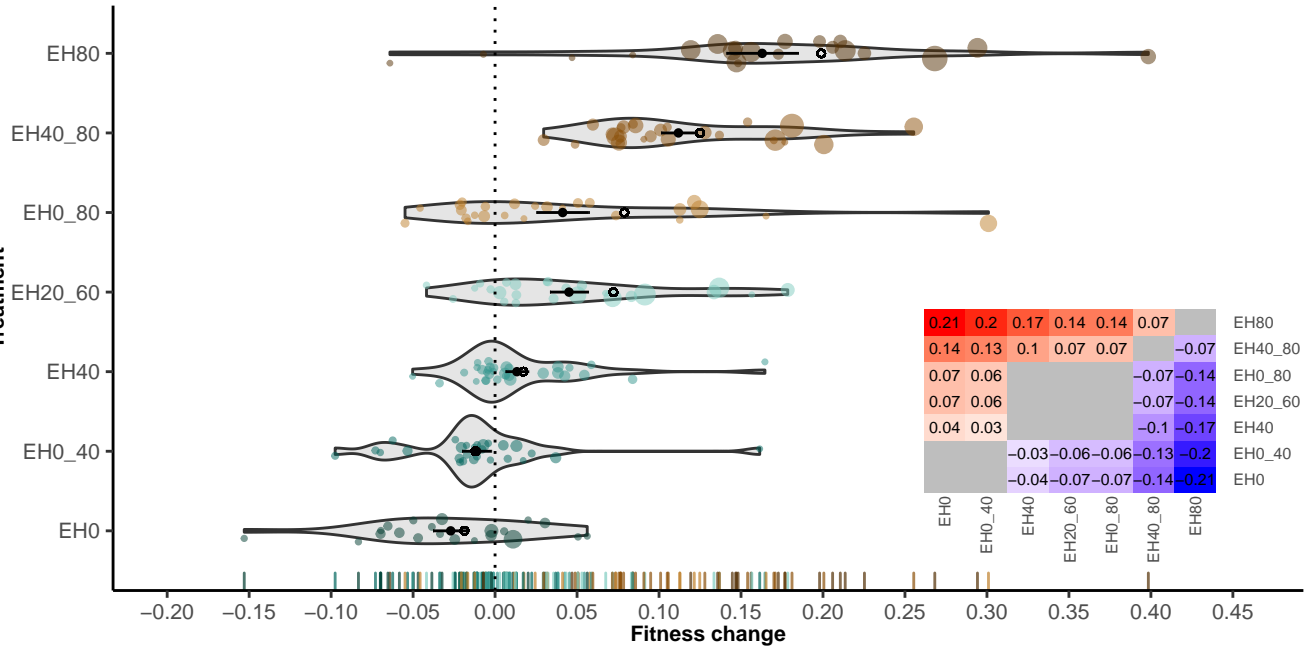 EH80
EH40_80
EH0_80
EH20_60
EH40
EH0_40
EH0
0.21 0.2 0.17 0.14 0.14 0.07 EH80
0.14 0.13 0.1 0.07 0.07 −0.07 EH40_80
0.07 0.06 −0.07 −0.14 EH0_80
0.07 0.06 −0.07 −0.14 EH20_60
0.04 0.03 −0.1 −0.17 EH40
−0.03 −0.06 −0.06 −0.13 −0.2 EH0_40
−0.04 −0.07 −0.07 −0.14 −0.21 EH0
EH0 EH0_40 EH40 EH20_60 EH0_80 EH40_80 EH80
−0.20 −0.15 −0.10 −0.05 0.00 0.05 0.10 0.15 0.20 0.25 0.30 0.35 0.40 0.45
Fitness change